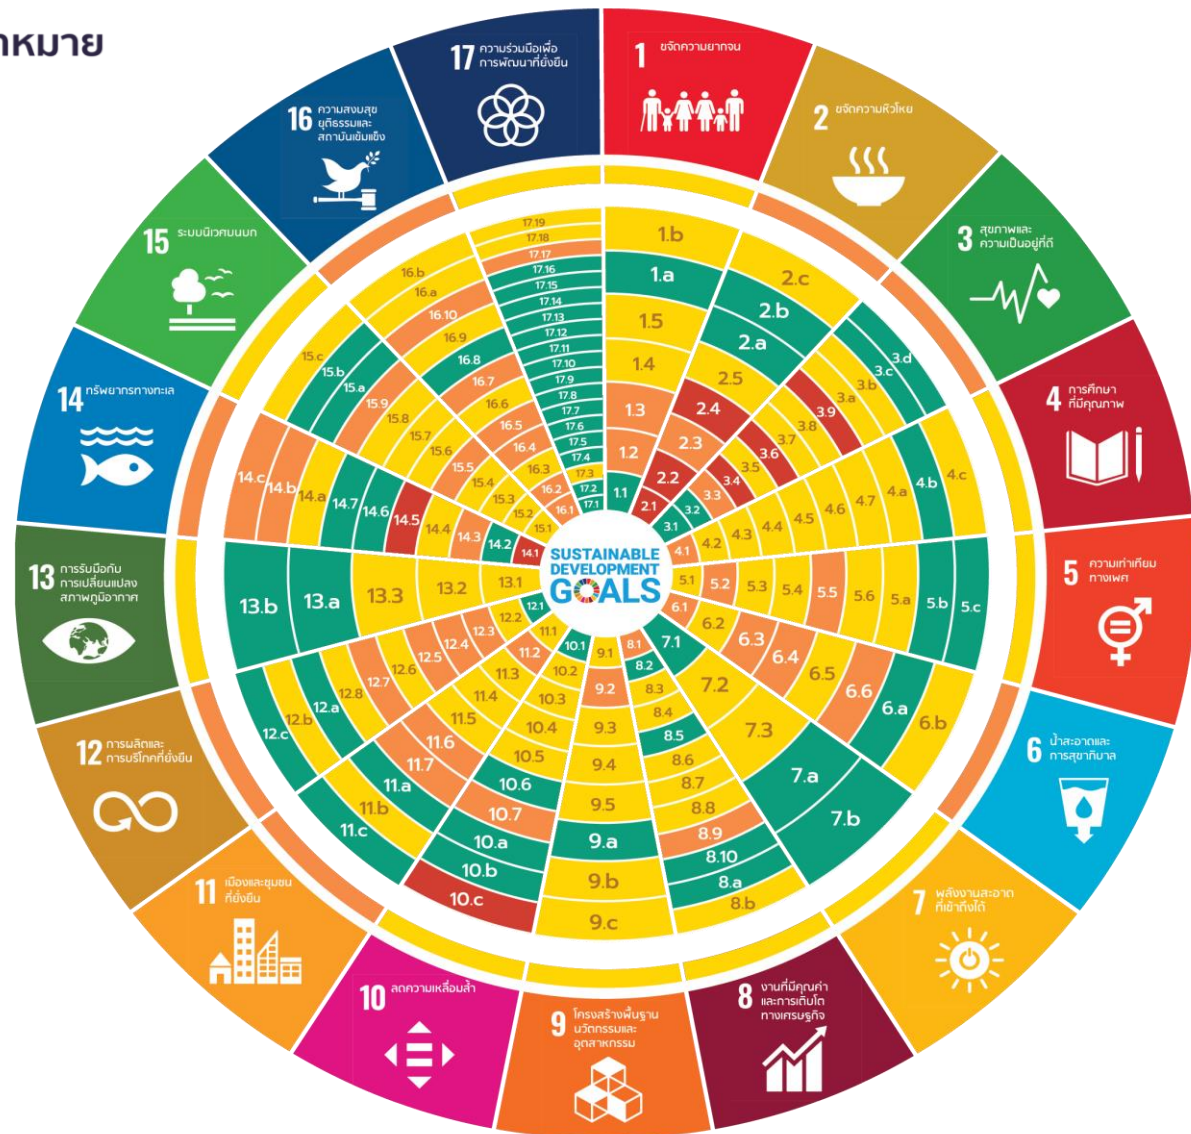 าหมาย
1 ขจัดความยากจน
2 ขจัดความหิวโหย
3 สุขภาพและ
ความเป็นอยู่ที่ดี
4 การศึกษา
ที่มีคุณภาพ
5 ความเท่าเทียม
ทางเพศ
6 น้ำสะอาดและ
การสุขาภิบาล
7 พลังงานสะอาด
ที่เข้าถึงได้
8 งานที่มีคุณค่า
และการเติบโต
ทางเศรษฐกิจ
9 โครงสร้างพื้นฐาน
นวัตกรรมและ
อุตสาหกรรม
10 ลดความเหลื่อมล้ำ
11 เมืองและชุมชน
ที่ยั่งยืน
12 การผลิตและ
การบริโภคที่ยั่งยืน
13 การรับมือกับ
การเปลี่ยนแปลง
สภาพภูมิอากาศ
14 ทรัพยากรทางทะเล
15 ระบบนิเวศบนบก
16 ความสงบสุข
ยุติธรรมและ
สถาบันเข้มแข็ง
17 ความร่วมมือเพื่อ
การพัฒนาที่ยั่งยืน
1.b
1.a
1.5
1.4
1.3
1.2
1.1
2.c
2.b
2.a
2.5
2.4
2.3
2.2
2.1
3.d
3.c
3.b
3.a
3.9
3.8
3.7
3.6
3.5
3.4
3.3
3.2
3.1
4.c
4.b
4.a
4.7
4.6
4.5
4.4
4.3
4.2
4.1
5.1
5.2
5.3
5.4
5.5
5.6
5.a
5.b
5.c
6.1
6.2
6.3
6.4
6.5
6.6
6.a
6.b
7.1
7.2
7.3
7.a
7.b
8.1
8.2
8.3
8.4
8.5
8.6
8.7
8.8
8.9
8.10
8.a
8.b
9.1
9.2
9.3
9.4
9.5
9.a
9.b
9.c
10.1
10.2
10.3
10.4
10.5
10.6
10.7
10.a
10.b
10.c
11.1
11.2
11.3
11.4
11.5
11.6
11.7
11.a
11.b
11.c
12.1
12.2
12.3
12.4
12.5
12.6
12.7
12.8
12.a
12.b
12.c
13.b
13.a
13.3
13.2
13.1
14.c
14.b
14.a
14.7
14.6
14.5
14.4
14.3
14.2
14.1
15.c
15.b
15.a
15.9
15.8
15.7
15.6
15.5
15.4
15.3
15.2
15.1
16.b
16.a
16.10
16.9
16.8
16.7
16.6
16.5
16.4
16.3
16.2
16.1
17.19
17.18
17.17
17.16
17.15
17.14
17.13
17.12
17.11
17.10
17.9
17.8
17.7
17.6
17.5
17.4
17.3
17.2
17.1
SUSTAINABLE
DEVELOPMENT
GOALS